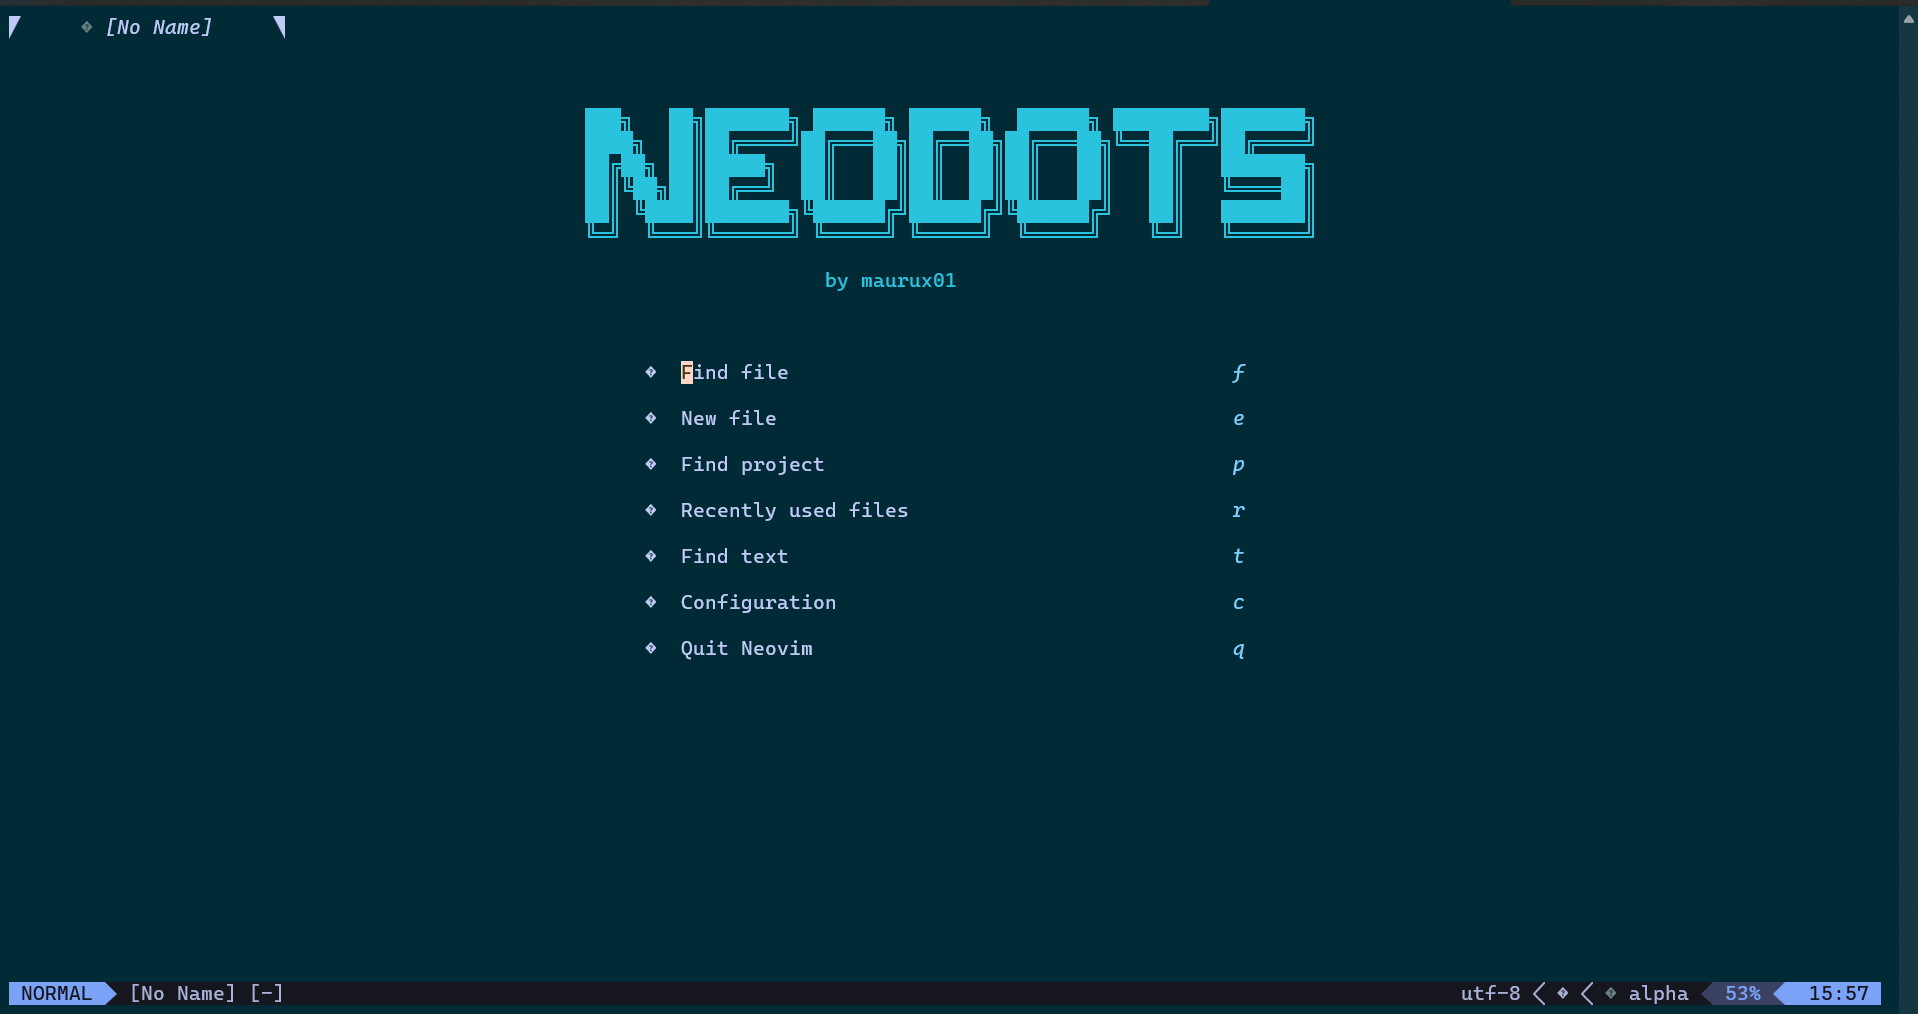 � [No Name]
NEODOTS
by maurux01
� Find file f
� New file e
� Find project p
� Recently used files r
� Find text t
� Configuration c
� Quit Neovim q
NORMAL [No Name] [-] utf-8 � � alpha 53% 15:57